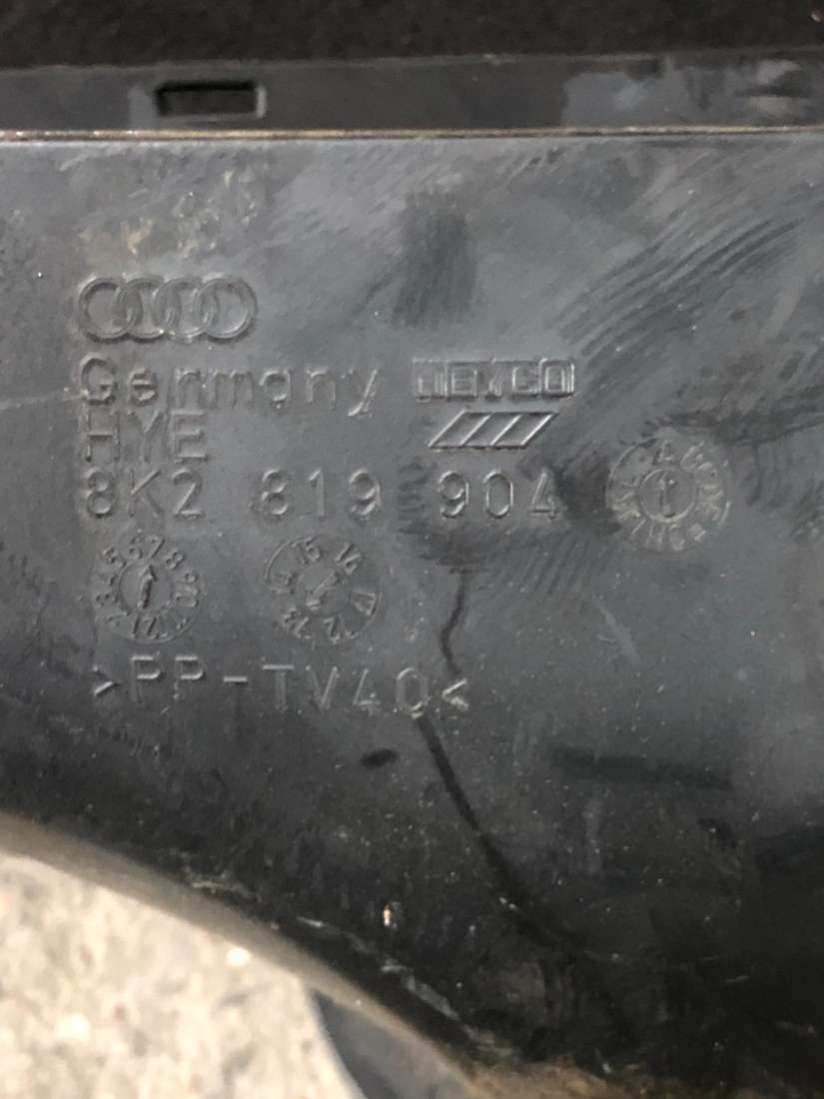 Germany
HYE
8K2 819 904
>PP-TV40<